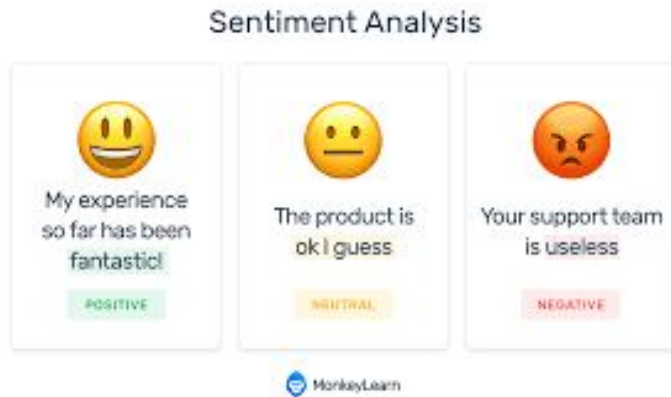 Sentiment Analysis
My experience
so far has been
fantastic!
POSITIVE
The product is
ok I guess
NEUTRAL
Your support team
is useless
NEGATIVE
MonkeyLearn